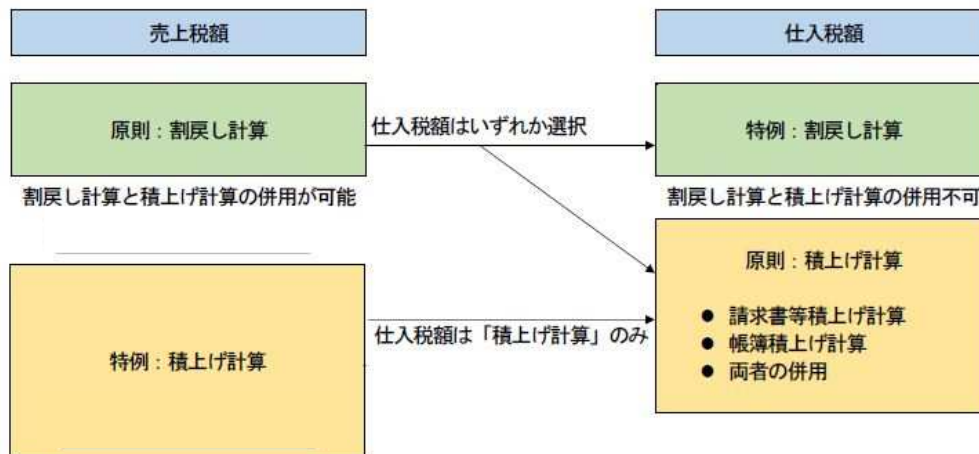 売上税額
仕入税額
原則：割戻し計算
仕入税額はいずれか選択
特例：割戻し計算
割戻し計算と積上げ計算の併用が可能
割戻し計算と積上げ計算の併用不可
原則：積上げ計算
● 請求書等積上げ計算
● 帳簿積上げ計算
● 両者の併用
仕入税額は「積上げ計算」のみ
特例：積上げ計算